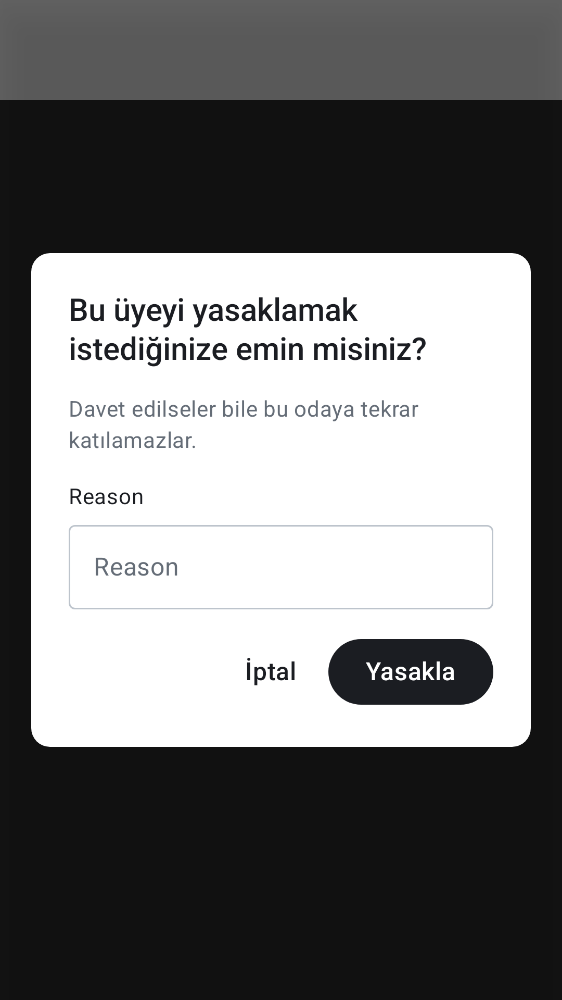 Bu üyeyi yasaklamak
istediğinize emin misiniz?
Davet edilseler bile bu odaya tekrar
katılamazlar.
Reason
Reason
İptal
Yasakla